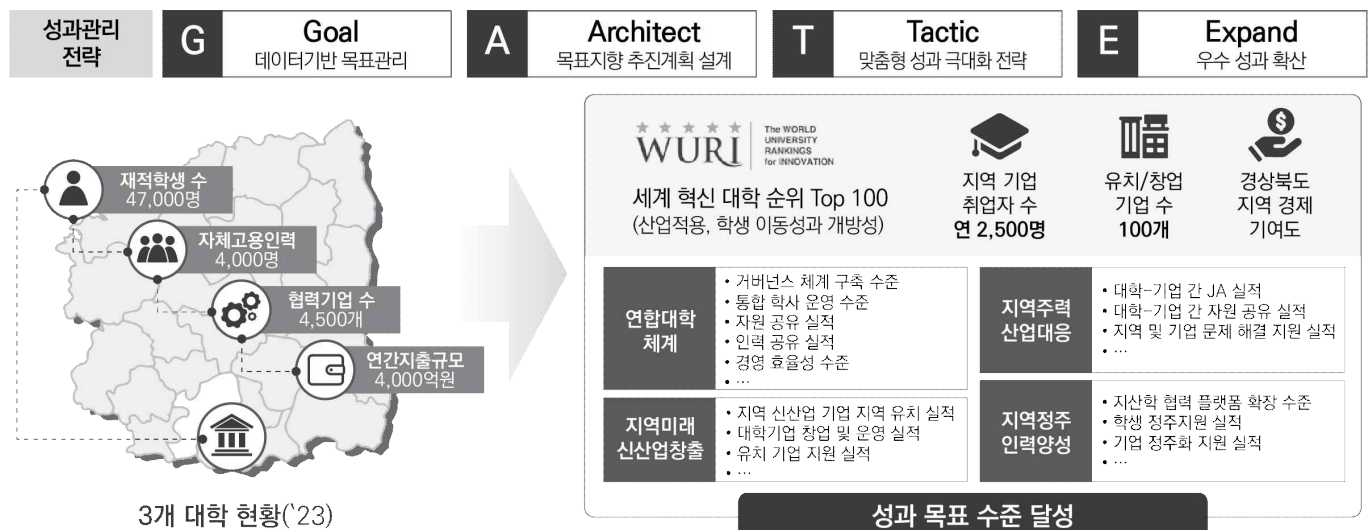 성과관리
전략
G
Goal
데이터기반 목표관리
A
Architect
목표지향 추진계획 설계
T
Tactic
맞춤형 성과 극대화 전략
E
Expand
우수 성과 확산
재적학생 수
47,000명
자체고용인력
4,000명
협력기업 수
4,500개
연간지출규모
4,000억원
3개 대학 현황(`23)
WURI
The WORLD
UNIVERSITY
RANKINGS
for INNOVATION
세계 혁신 대학 순위 Top 100
(산업적용, 학생 이동성과 개방성)
지역 기업
취업자 수
연 2,500명
유치/창업
기업 수
100개
경상북도
지역 경제
기여도
연합대학
체계
• 거버넌스 체계 구축 수준
• 통합 학사 운영 수준
• 자원 공유 실적
• 인력 공유 실적
• 경영 효율성 수준
• …
지역주력
산업대응
• 대학-기업 간 JA 실적
• 대학-기업 간 자원 공유 실적
• 지역 및 기업 문제 해결 지원 실적
• …
지역미래
신산업창출
• 지역 신산업 기업 지역 유치 실적
• 대학기업 창업 및 운영 실적
• 유치 기업 지원 실적
• …
지역정주
인력양성
• 지산학 협력 플랫폼 확장 수준
• 학생 정주지원 실적
• 기업 정주화 지원 실적
• …
성과 목표 수준 달성